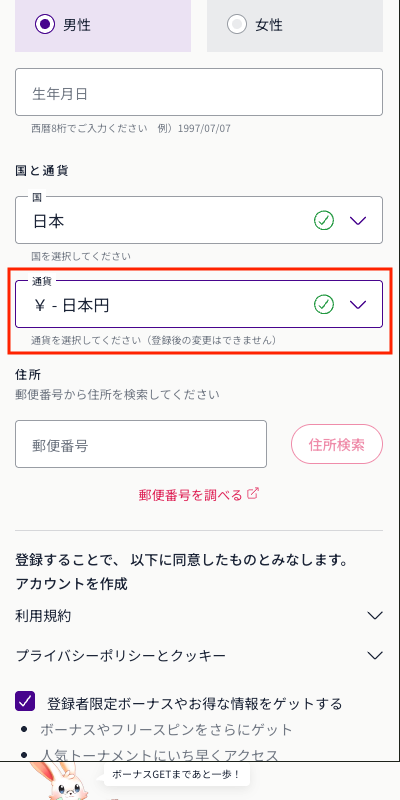 男性
女性
生年月日
西暦8桁でご入力ください　例）1997/07/07
国と通貨
国
日本
国を選択してください
通貨
¥ - 日本円
通貨を選択してください（登録後の変更はできません）
住所
郵便番号から住所を検索してください
郵便番号
住所検索
郵便番号を調べる
登録することで、 以下に同意したものとみなします。
アカウントを作成
利用規約
プライバシーポリシーとクッキー
登録者限定ボーナスやお得な情報をゲットする
• ボーナスやフリースピンをさらにゲット
• 人気トーナメントにいち早くアクセス
ボーナスGETまであと一歩！